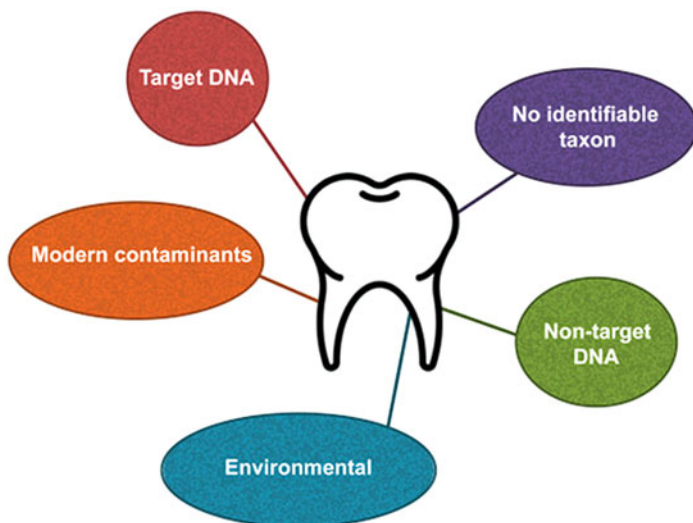 Target DNA
No identifiable
taxon
Modern contaminants
Non-target
DNA
Environmental